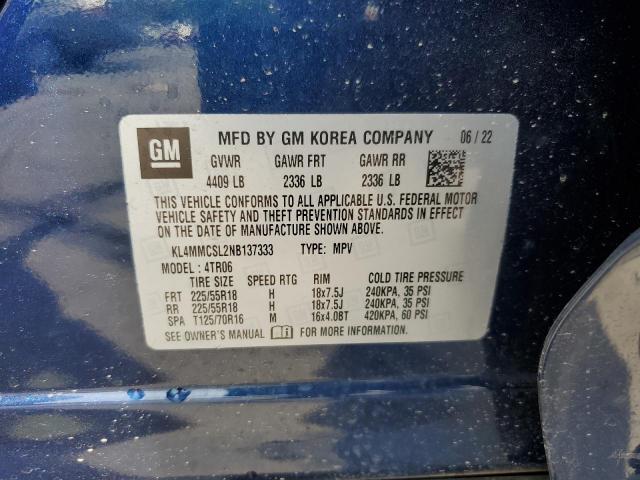 GM
MFD BY GM KOREA COMPANY 06/22
GVWR GAWR FRT GAWR RR
4409 LB 2336 LB 2336 LB
THIS VEHICLE CONFORMS TO ALL APPLICABLE U.S. FEDERAL MOTOR
VEHICLE SAFETY AND THEFT PREVENTION STANDARDS IN EFFECT
ON THE DATE OF MANUFACTURE SHOWN ABOVE.
KL4MMCSL2NB137333 TYPE: MPV
MODEL: 4TR06
TIRE SIZE SPEED RTG RIM COLD TIRE PRESSURE
FRT 225/55R18 H 18x7.5J 240KPA, 35 PSI
RR 225/55R18 H 18x7.5J 240KPA, 35 PSI
SPA T125/70R16 M 16x4.0BT 420KPA, 60 PSI
SEE OWNER'S MANUAL FOR MORE INFORMATION.